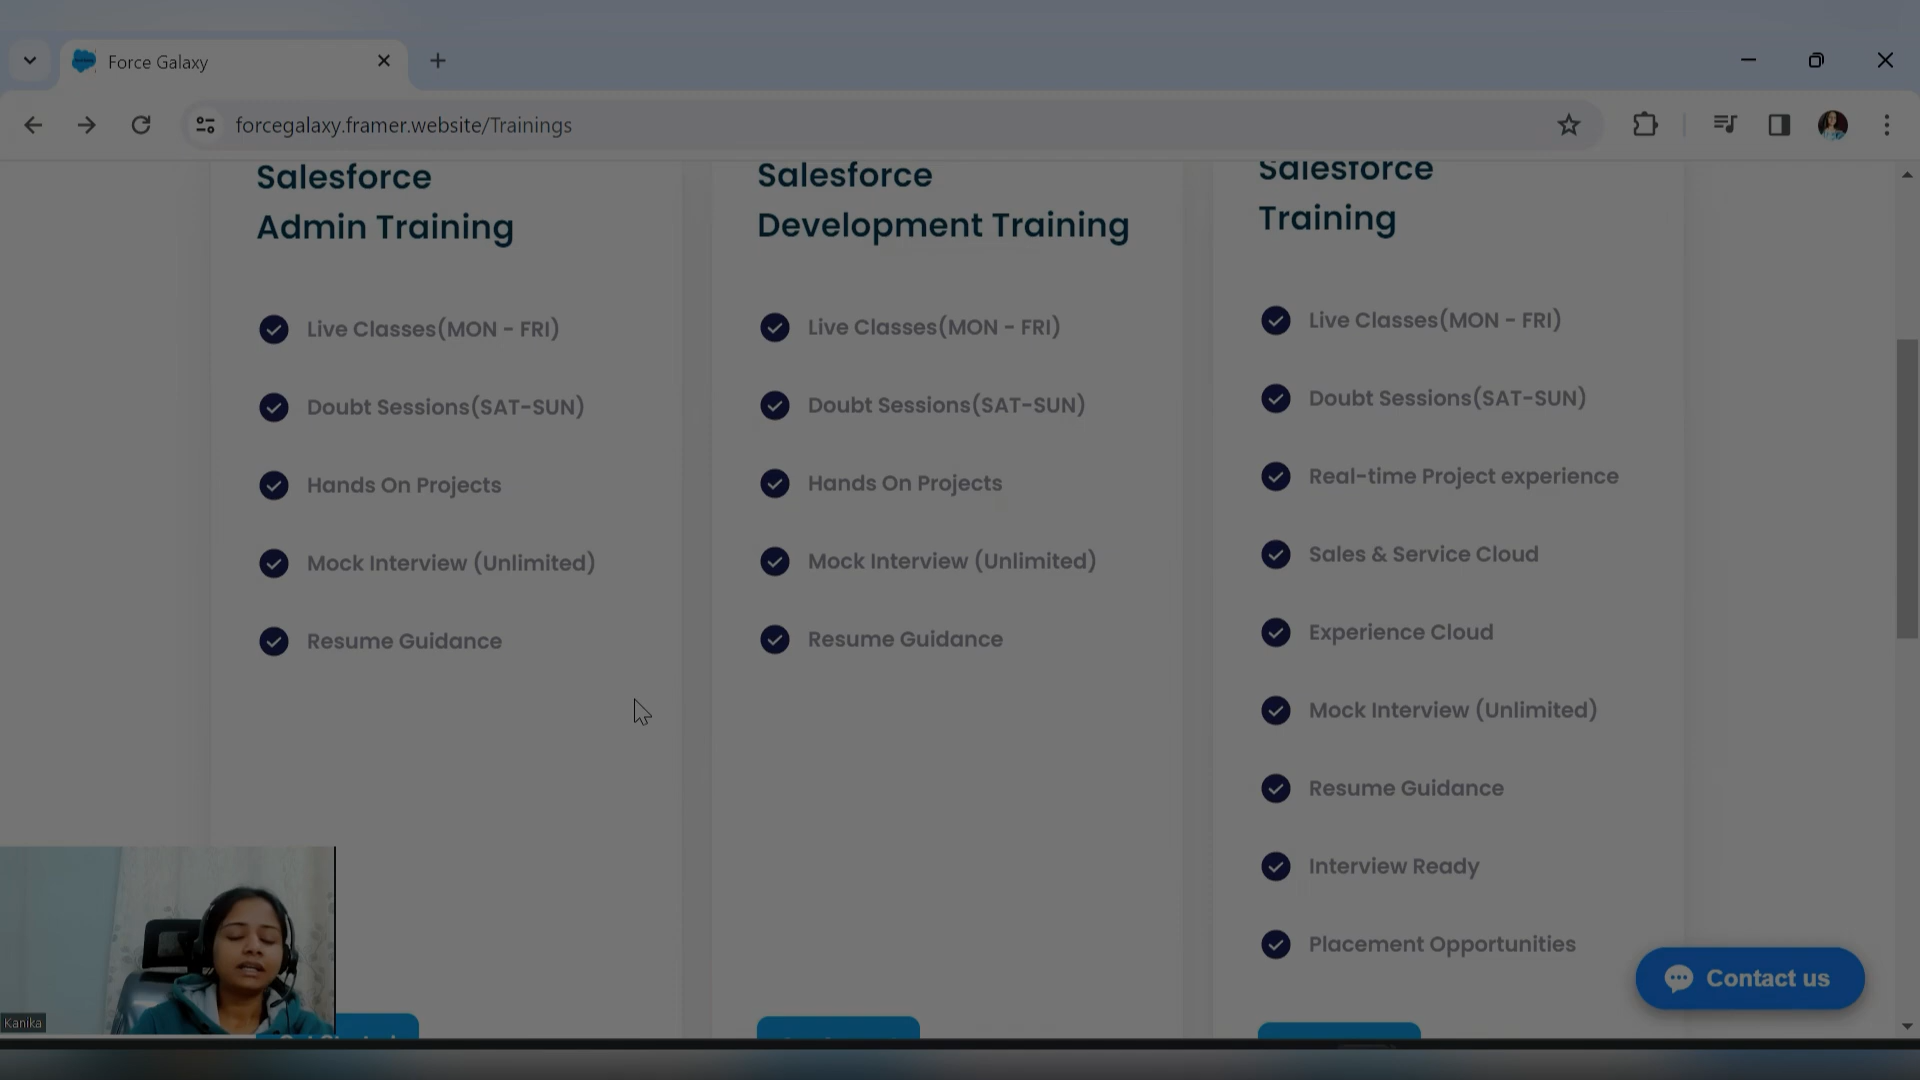 Force Galaxy
forcegalaxy.framer.website/Trainings
Salesforce
Admin Training
Live Classes(MON - FRI)
Doubt Sessions(SAT-SUN)
Hands On Projects
Mock Interview (Unlimited)
Resume Guidance
Salesforce
Development Training
Live Classes(MON - FRI)
Doubt Sessions(SAT-SUN)
Hands On Projects
Mock Interview (Unlimited)
Resume Guidance
Salesforce
Training
Live Classes(MON - FRI)
Doubt Sessions(SAT-SUN)
Real-time Project experience
Sales & Service Cloud
Experience Cloud
Mock Interview (Unlimited)
Resume Guidance
Interview Ready
Placement Opportunities
Contact us
Kanika